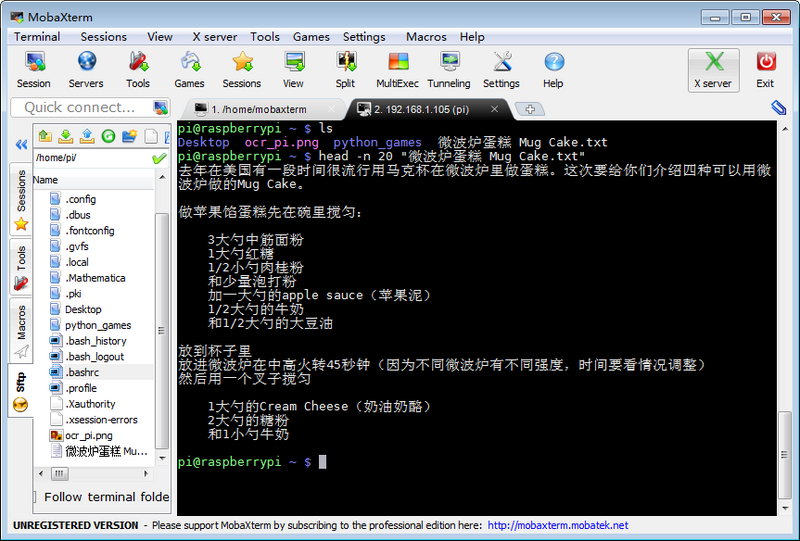 MobaXterm
Terminal Sessions View X server Tools Games Settings Macros Help
Session Servers Tools Games Sessions View Split MultiExec Tunneling Settings Help X server Exit
Quick connect...
1. /home/mobaxterm
2. 192.168.1.105 (pi)
/home/pi/
Name
.config
.dbus
.fontconfig
.gvfs
.local
.Mathematica
.pki
Desktop
python_games
.bash_history
.bash_logout
.bashrc
.profile
.Xauthority
.xsession-errors
ocr_pi.png
微波炉蛋糕 Mu...
Follow terminal folde
Sessions
Tools
Macros
Sftp
pi@raspberrypi ~ $ ls
Desktop ocr_pi.png python_games 微波炉蛋糕 Mug Cake.txt
pi@raspberrypi ~ $ head -n 20 "微波炉蛋糕 Mug Cake.txt"
去年在美国有一段时间很流行用马克杯在微波炉里做蛋糕。这次要给你们介绍四种可以用微
波炉做的Mug Cake。
做苹果馅蛋糕先在碗里搅匀：
3大勺中筋面粉
1大勺红糖
1/2小勺肉桂粉
和少量泡打粉
加一大勺的apple sauce（苹果泥）
1/2大勺的牛奶
和1/2大勺的大豆油
放到杯子里
放进微波炉在中高火转45秒钟（因为不同微波炉有不同强度，时间要看情况调整）
然后用一个叉子搅匀
1大勺的Cream Cheese（奶油奶酪）
2大勺的糖粉
和1小勺牛奶
pi@raspberrypi ~ $
UNREGISTERED VERSION - Please support MobaXterm by subscribing to the professional edition here: http://mobaxterm.mobatek.net